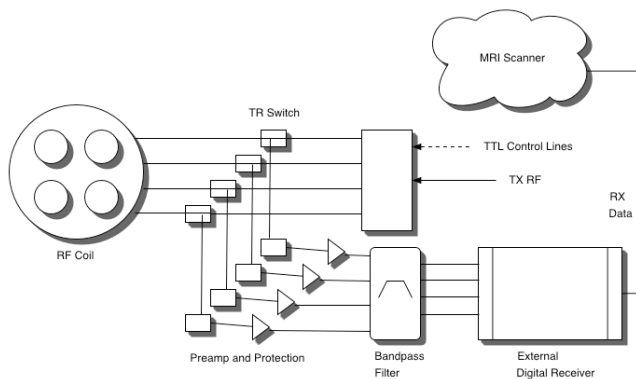 MRI Scanner
TR Switch
TTL Control Lines
TX RF
RX
Data
RF Coil
Preamp and Protection
Bandpass
Filter
External
Digital Receiver